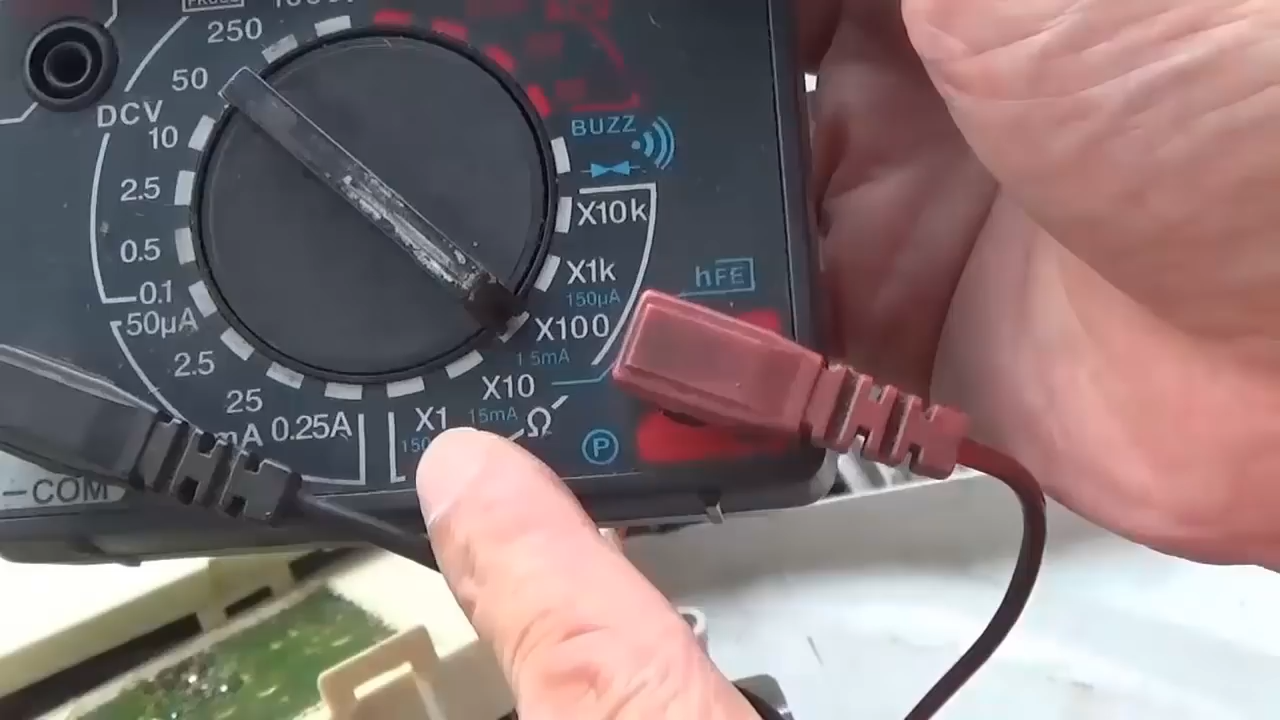 250
50
DCV
10
2.5
0.5
0.1
50µA
2.5
25
mA 0.25A
-COM
BUZZ
X10k
X1k
150µA
X100
1.5mA
X10
15mA
X1
150
Ω
P
hFE